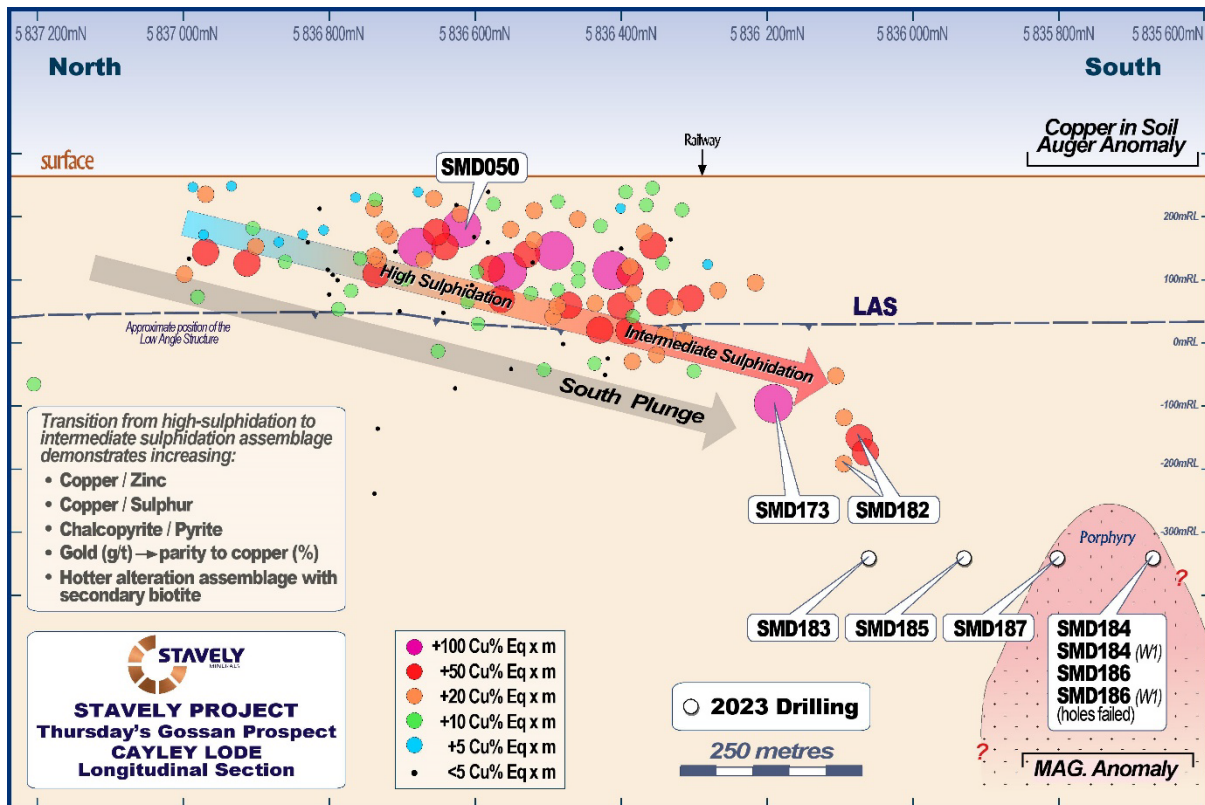 5 837 200mN
5 837 000mN
5 836 800mN
5 836 600mN
5 836 400mN
5 836 200mN
5 836 000mN
5 835 800mN
5 835 600mN
North
South
Copper in Soil
Auger Anomaly
Railway
surface
SMD050
200mRL
100mRL
0mRL
-100mRL
-200mRL
-300mRL
High Sulphidation
LAS
Approximate position of the
Low Angle Structure
Intermediate Sulphidation
South Plunge
Transition from high-sulphidation to
intermediate sulphidation assemblage
demonstrates increasing:
• Copper / Zinc
• Copper / Sulphur
• Chalcopyrite / Pyrite
• Gold (g/t) → parity to copper (%)
• Hotter alteration assemblage with
secondary biotite
SMD173
SMD182
Porphyry
?
SMD183
SMD185
SMD187
SMD184
SMD184 (W1)
SMD186
SMD186 (W1)
(holes failed)
STAVELY
MINERALS
STAVELY PROJECT
Thursday's Gossan Prospect
CAYLEY LODE
Longitudinal Section
+100 Cu% Eq x m
+50 Cu% Eq x m
+20 Cu% Eq x m
+10 Cu% Eq x m
+5 Cu% Eq x m
<5 Cu% Eq x m
2023 Drilling
250 metres
?
MAG. Anomaly